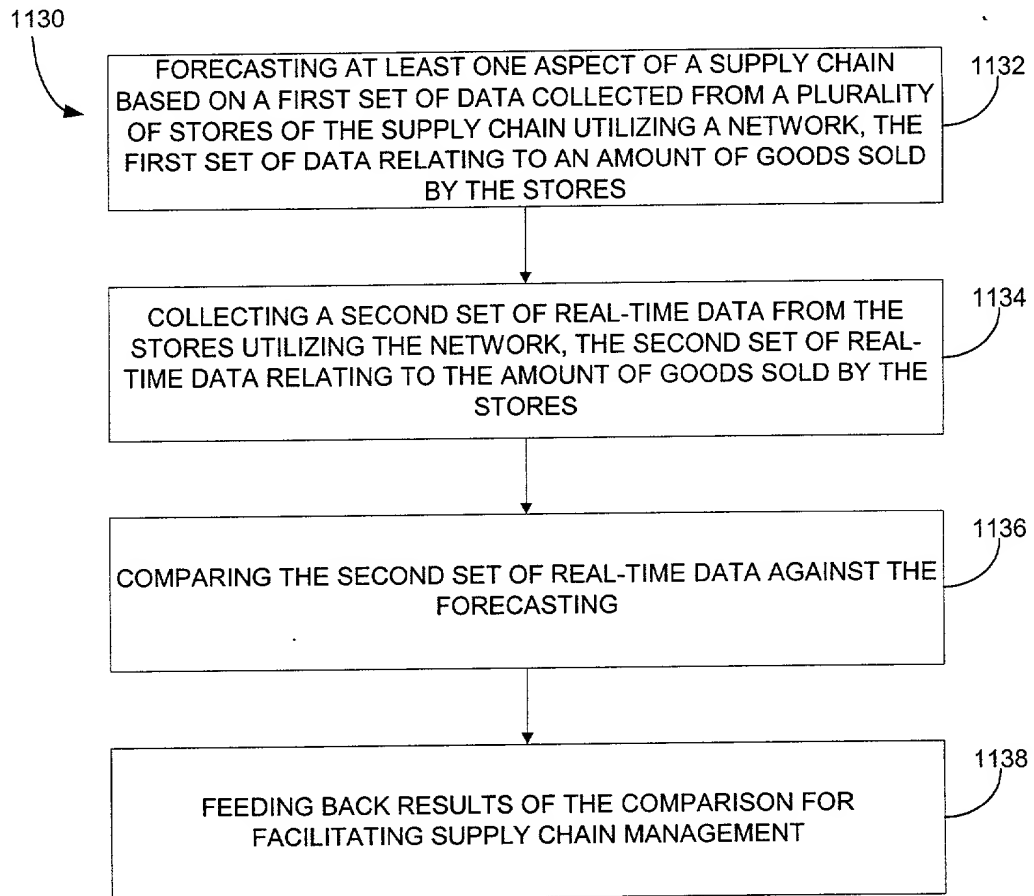 1130
FORECASTING AT LEAST ONE ASPECT OF A SUPPLY CHAIN
BASED ON A FIRST SET OF DATA COLLECTED FROM A PLURALITY
OF STORES OF THE SUPPLY CHAIN UTILIZING A NETWORK, THE
FIRST SET OF DATA RELATING TO AN AMOUNT OF GOODS SOLD
BY THE STORES
1132
COLLECTING A SECOND SET OF REAL-TIME DATA FROM THE
STORES UTILIZING THE NETWORK, THE SECOND SET OF REAL-
TIME DATA RELATING TO THE AMOUNT OF GOODS SOLD BY THE
STORES
1134
COMPARING THE SECOND SET OF REAL-TIME DATA AGAINST THE
FORECASTING
1136
FEEDING BACK RESULTS OF THE COMPARISON FOR
FACILITATING SUPPLY CHAIN MANAGEMENT
1138